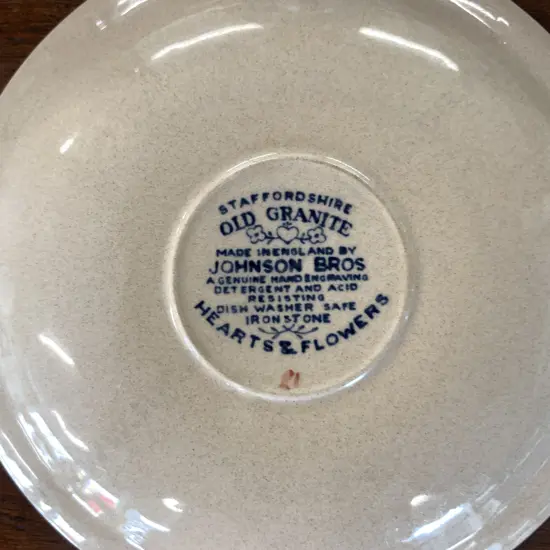 STAFFORDSHIRE
OLD GRANITE
MADE IN ENGLAND BY
JOHNSON BROS
A GENUINE HAND ENGRAVING
DETERGENT AND ACID
RESISTING
DISH WASHER SAFE
IRONSTONE
HEARTS & FLOWERS